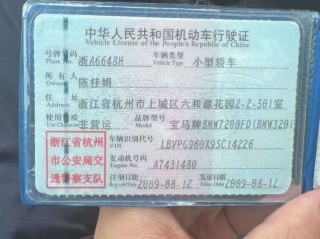 中华人民共和国机动车行驶证
Vehicle License of the People's Republic of China
号牌号码 浙A6648H 车辆类型 小型轿车
Vehicle Type
所有人 陈桂娟
Owner
住址 浙江省杭州市上城区六和源花园2-2-501室
Address
使用性质 非营运 品牌型号 宝马牌BMW7200FD(BMW320i
Use Character Model
浙江省杭州
市公安局交
通警察支队
车辆识别代号 LBVPG960X9SC14226
VIN
发动机号码 A7431480
Engine No.
注册日期 2009-08-12 发证日期 2009-08-12
Register Date Issue Date